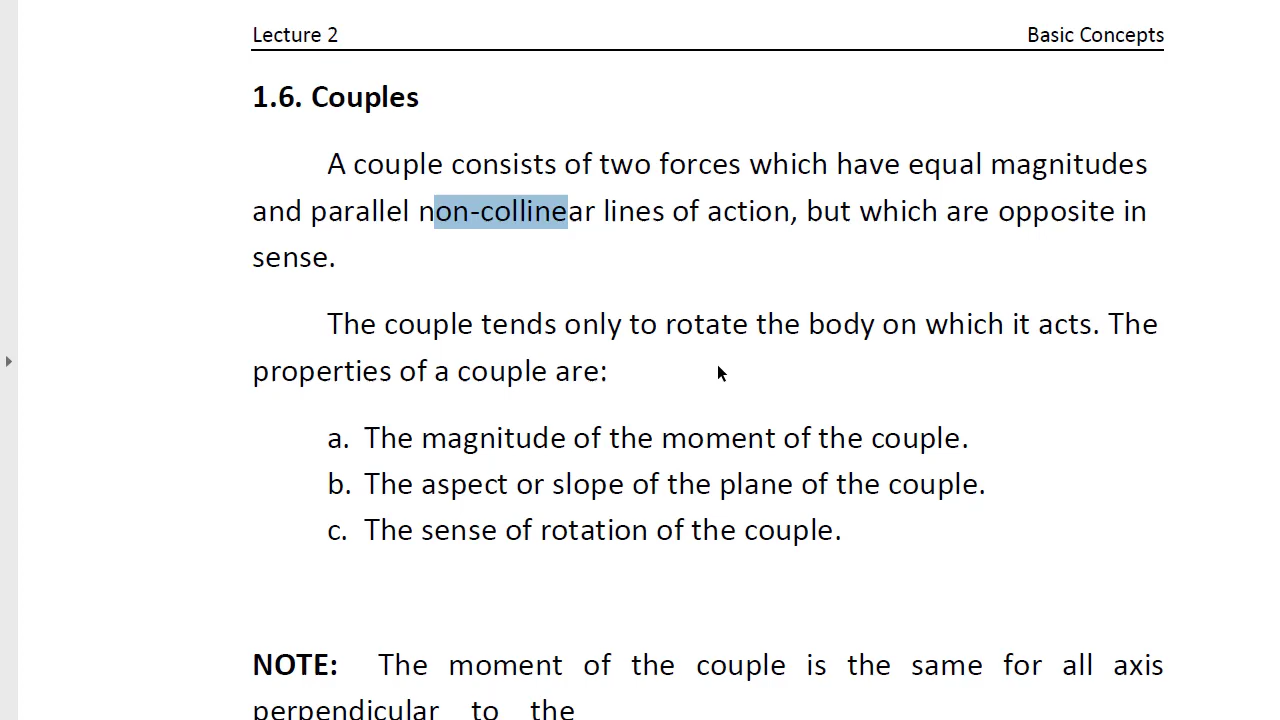 Lecture 2 Basic Concepts
1.6. Couples
A couple consists of two forces which have equal magnitudes
and parallel non-collinear lines of action, but which are opposite in
sense.
The couple tends only to rotate the body on which it acts. The
properties of a couple are:
a. The magnitude of the moment of the couple.
b. The aspect or slope of the plane of the couple.
c. The sense of rotation of the couple.
NOTE: The moment of the couple is the same for all axis
perpendicular to the